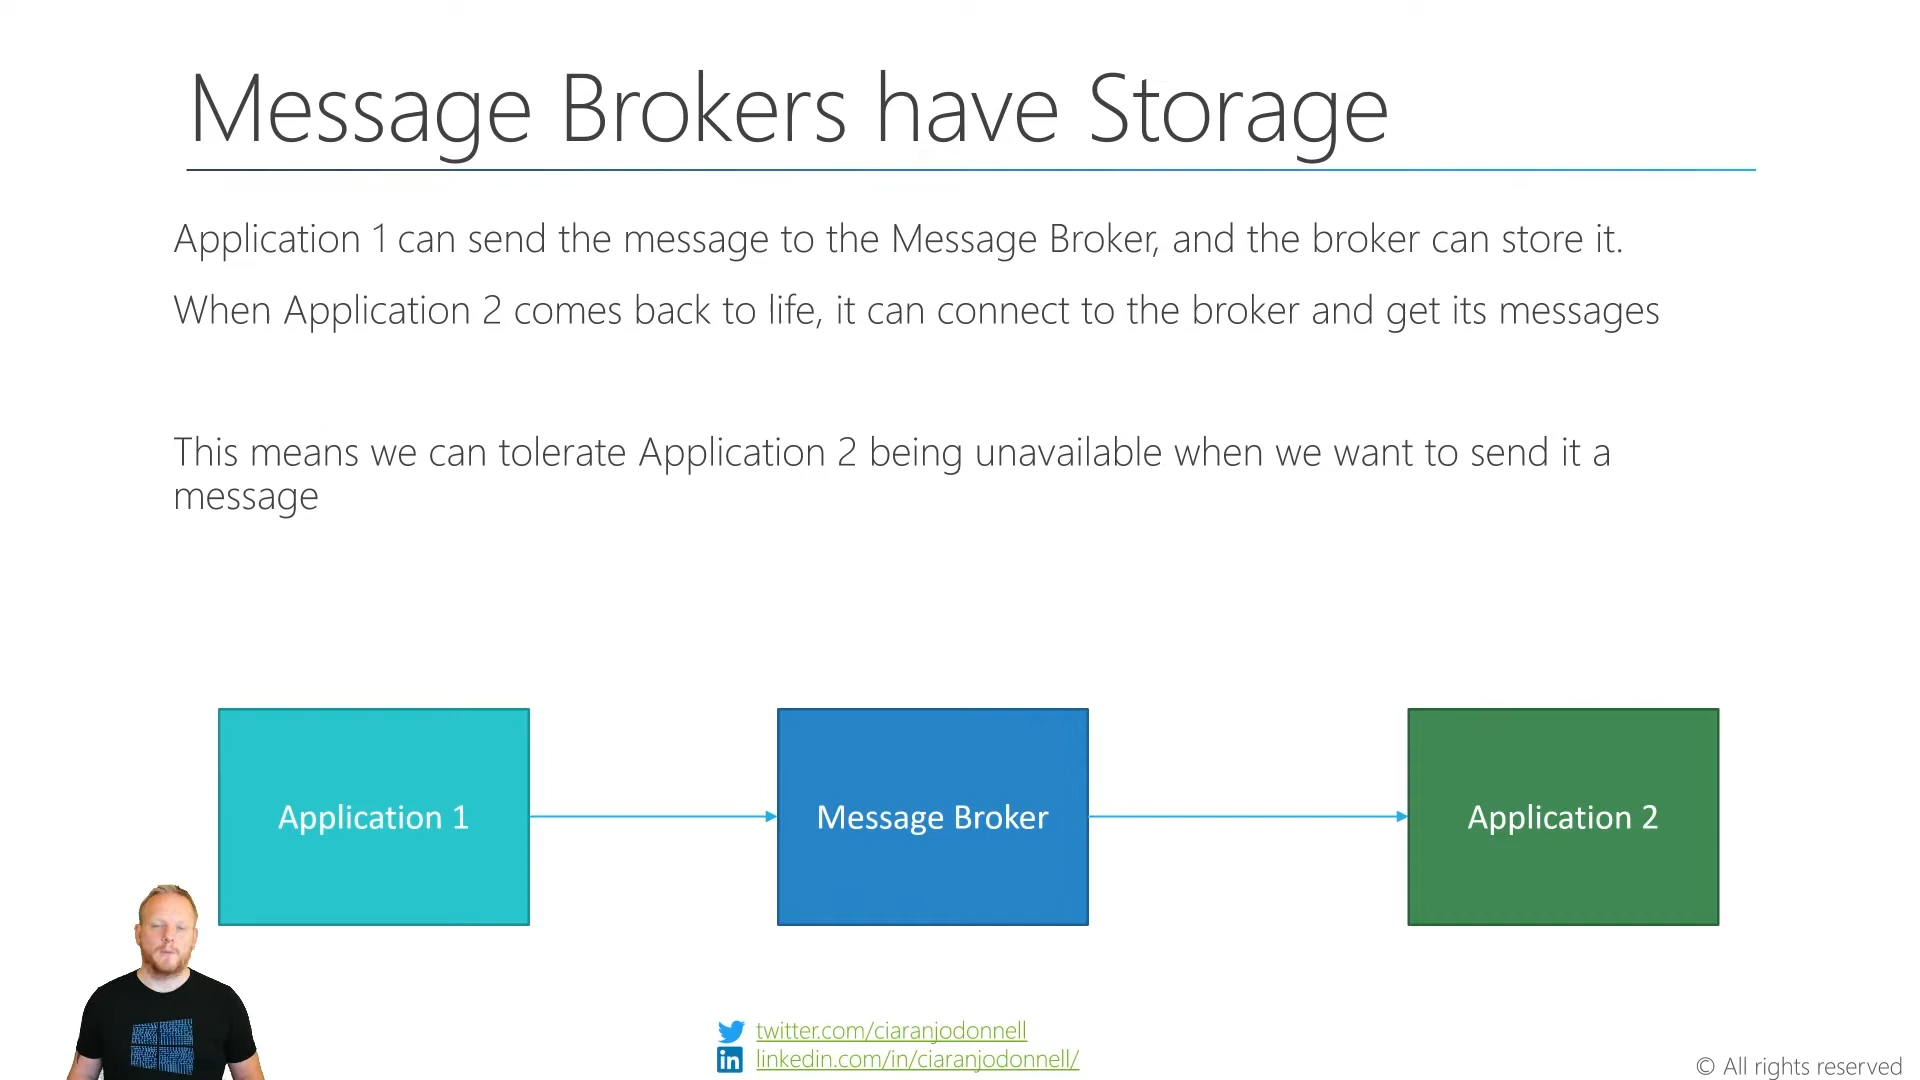 Message Brokers have Storage
Application 1 can send the message to the Message Broker, and the broker can store it.
When Application 2 comes back to life, it can connect to the broker and get its messages
This means we can tolerate Application 2 being unavailable when we want to send it a
message
Application 1
Message Broker
Application 2
twitter.com/ciaranjodonnell
in linkedin.com/in/ciaranjodonnell/
© All rights reserved